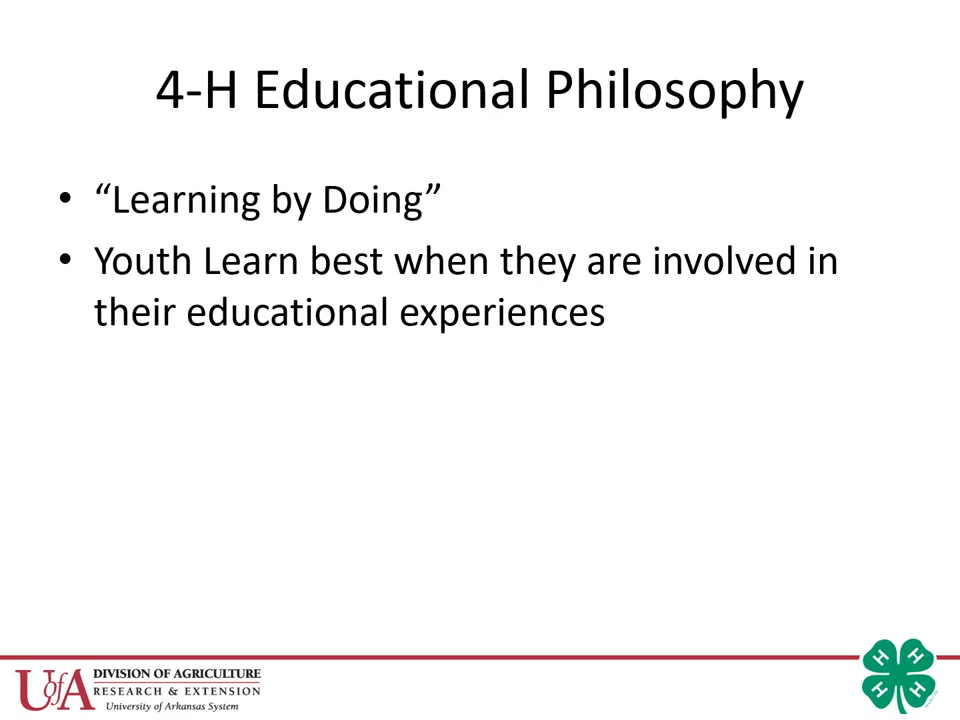 4-H Educational Philosophy
• “Learning by Doing”
• Youth Learn best when they are involved in
their educational experiences
UofA
DIVISION OF AGRICULTURE
RESEARCH & EXTENSION
University of Arkansas System
H H
H H